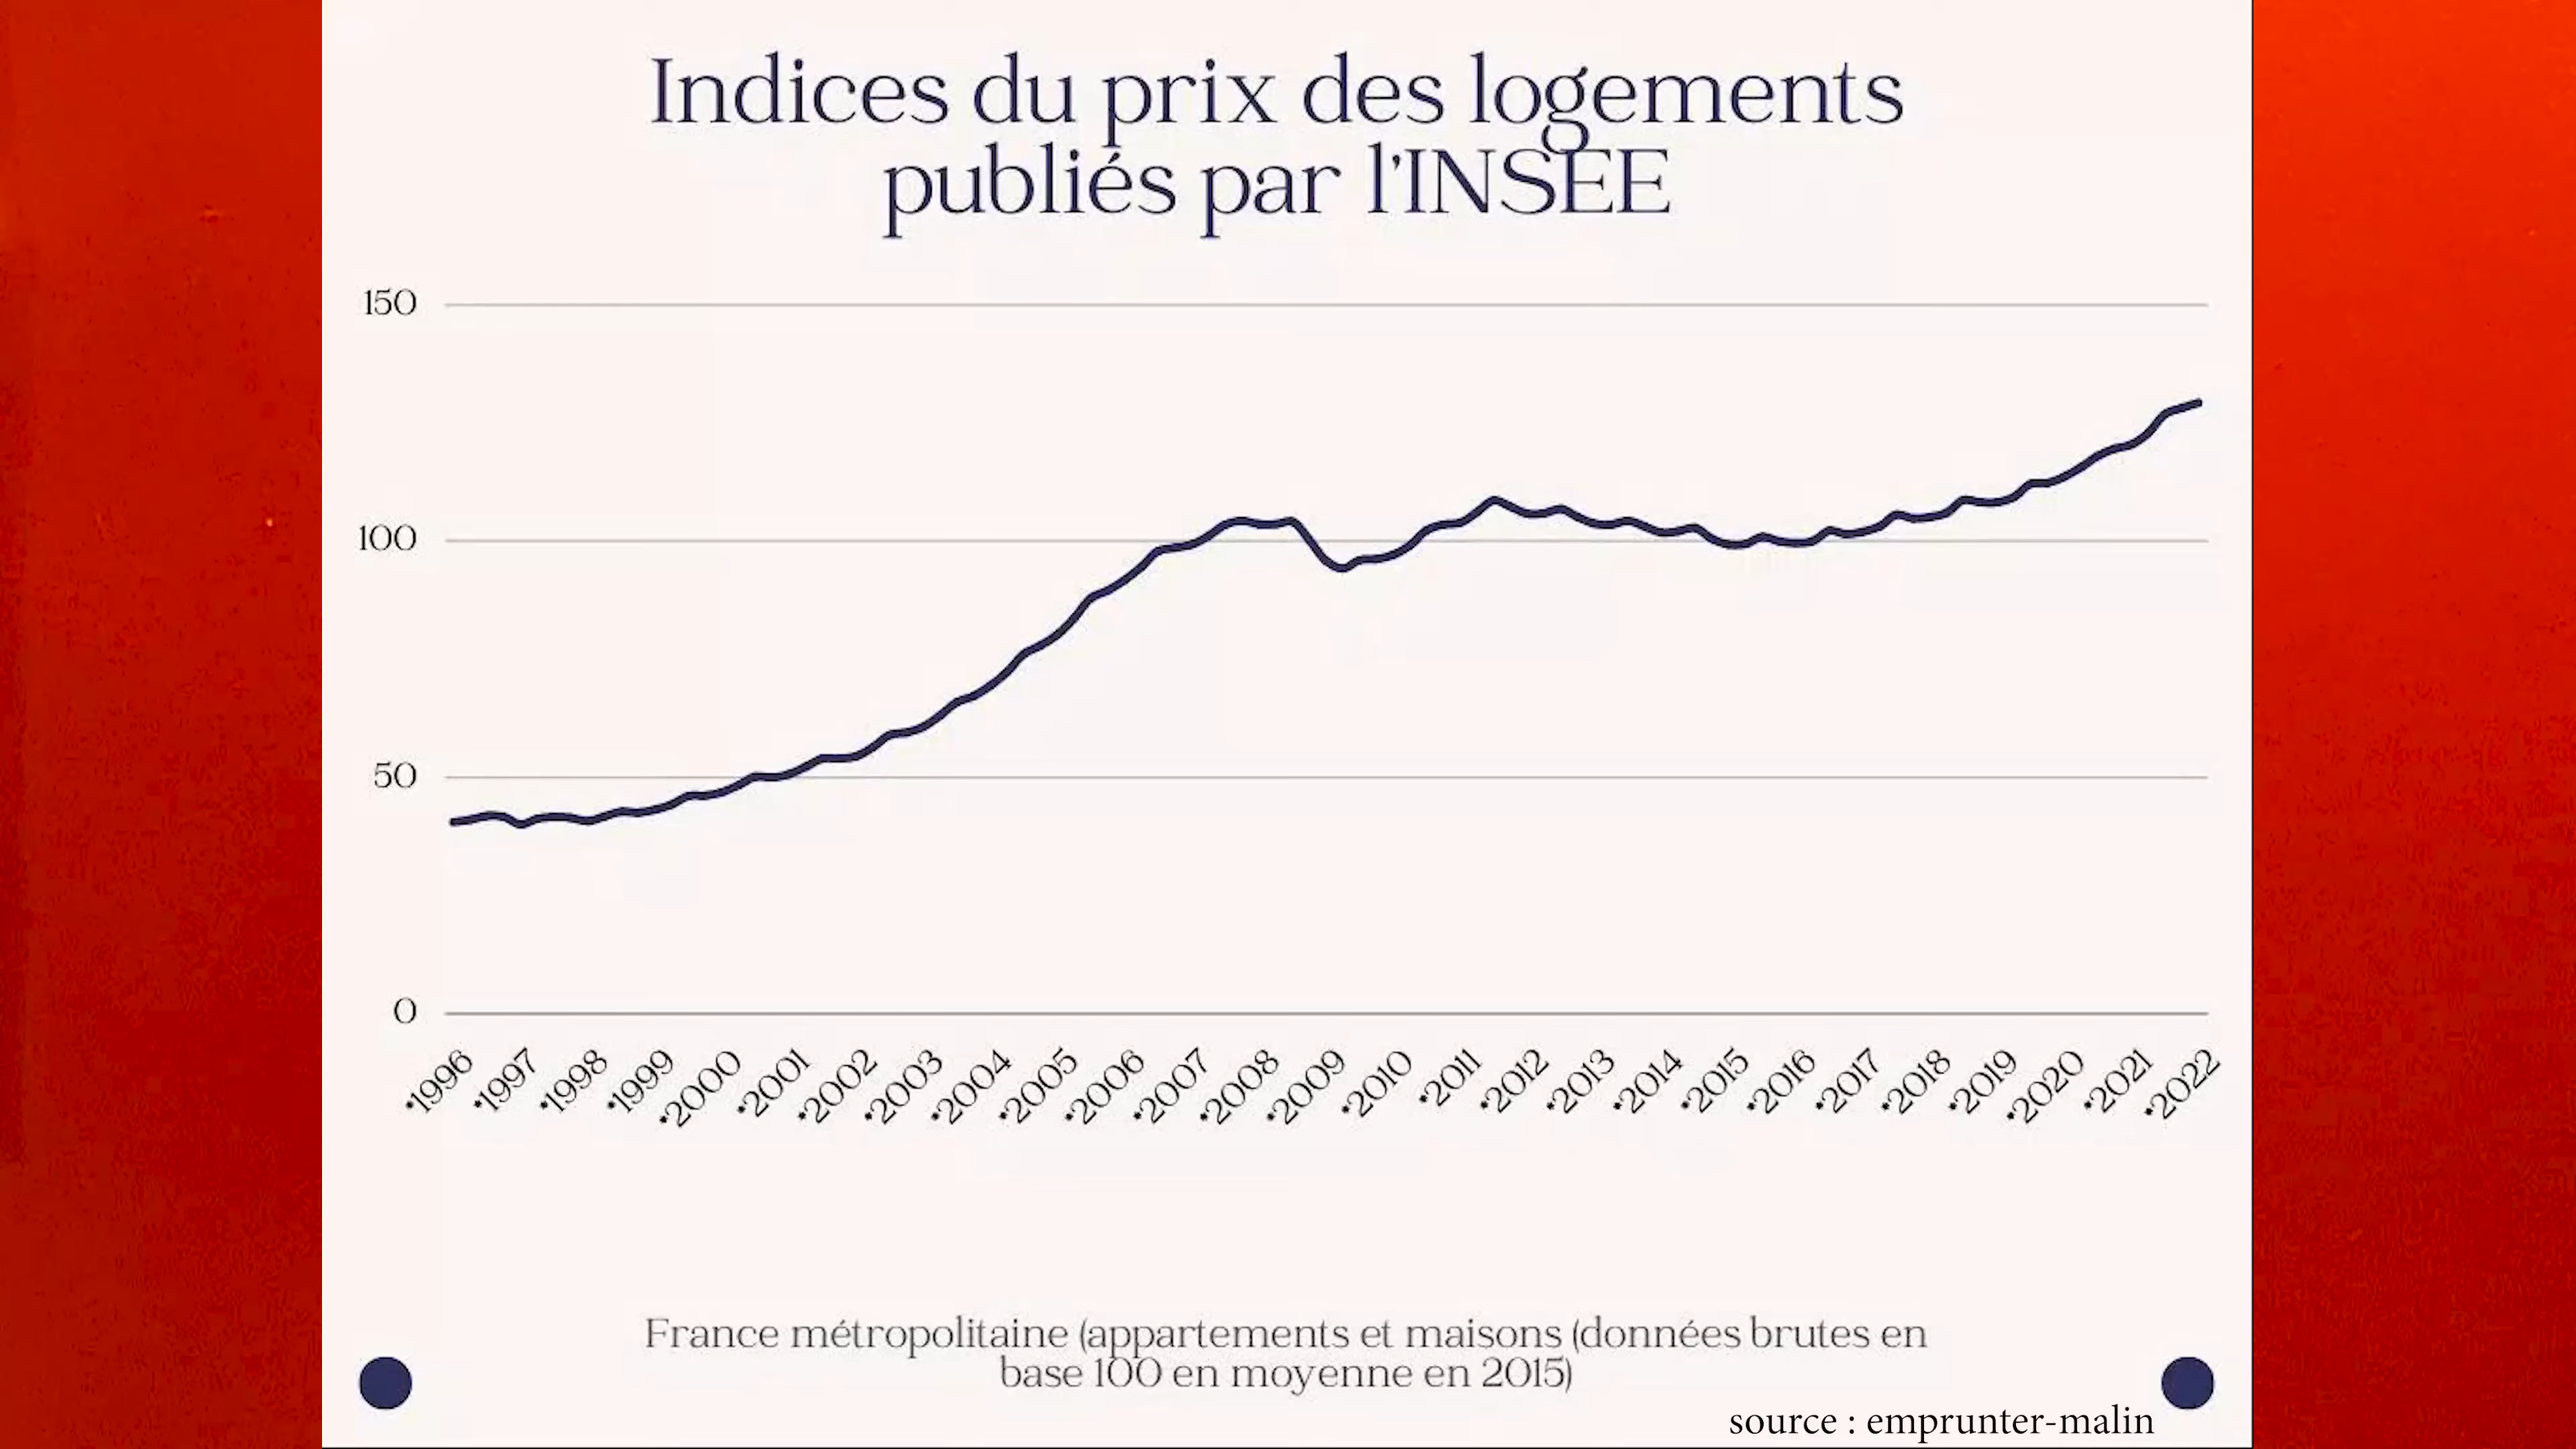 Indices du prix des logements
publiés par l'INSEE
150
100
50
0
*1996 *1997 *1998 *1999 *2000 *2001 *2002 *2003 *2004 *2005 *2006 *2007 *2008 *2009 *2010 *2011 *2012 *2013 *2014 *2015 *2016 *2017 *2018 *2019 *2020 *2021 *2022
France métropolitaine (appartements et maisons (données brutes en
base 100 en moyenne en 2015)
source : emprunter-malin